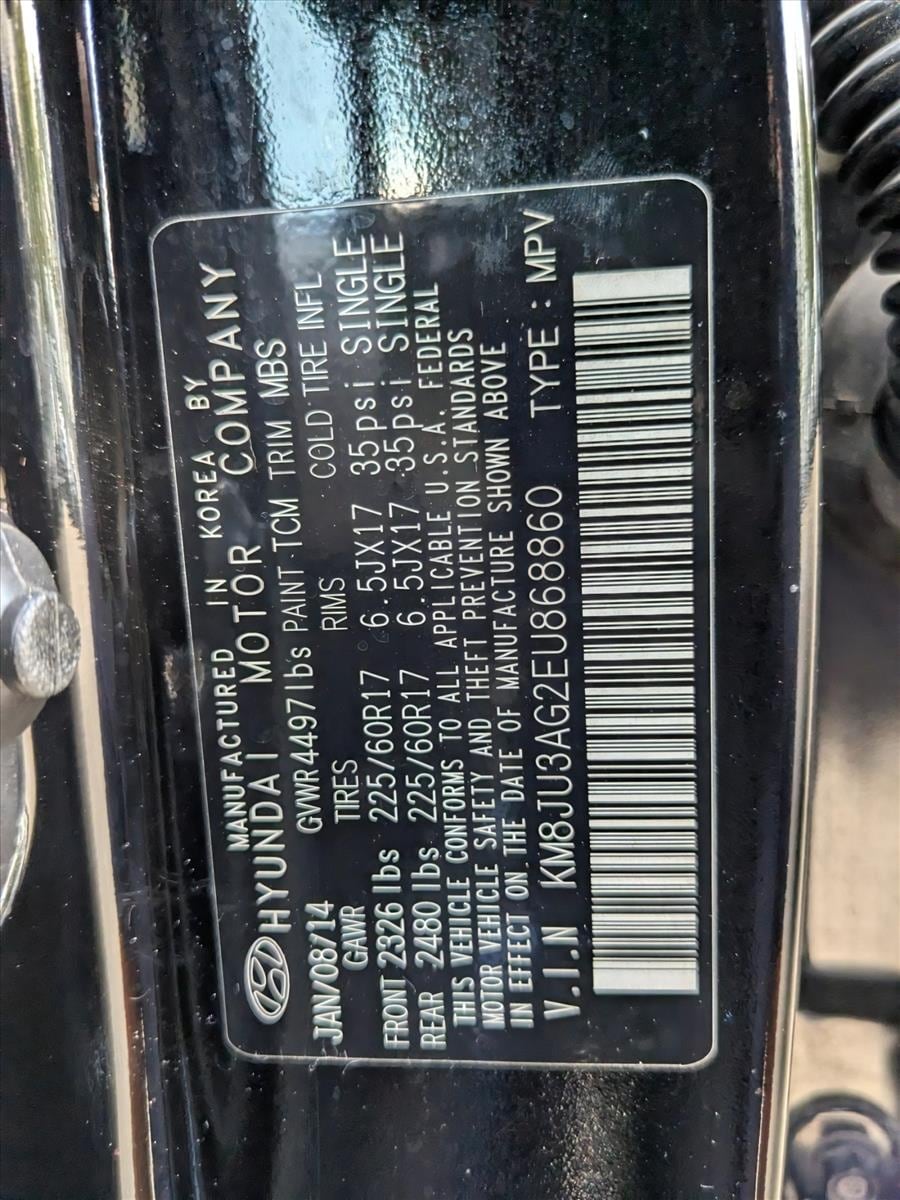 MANUFACTURED IN KOREA BY
HYUNDAI MOTOR COMPANY
JAN/08/14 GVWR4497lbs PAINT TCM TRIM MBS
GAWR TIRES RIMS COLD TIRE INFL
FRONT 2326 lbs 225/60R17 6.5JX17 35psi SINGLE
REAR 2480 lbs 225/60R17 6.5JX17 35psi SINGLE
THIS VEHICLE CONFORMS TO ALL APPLICABLE U.S.A. FEDERAL
MOTOR VEHICLE SAFETY AND THEFT PREVENTION STANDARDS
IN EFFECT ON THE DATE OF MANUFACTURE SHOWN ABOVE
V.I.N KM8JU3AG2EU868860 TYPE : MPV